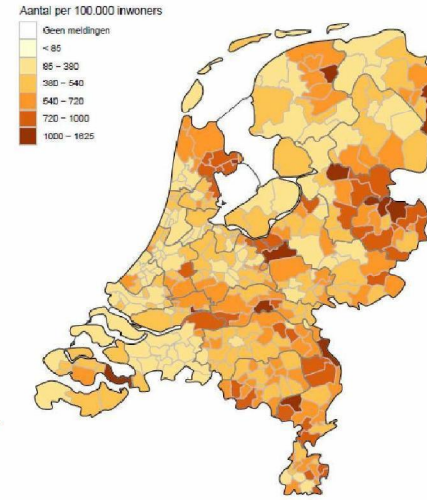 Aantal per 100.000 inwoners
Geen meldingen
< 85
85 – 380
380 – 540
540 – 720
720 – 1000
1000 – 1625